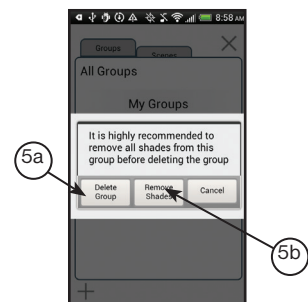 8:58 AM
Groups
Scenes
All Groups
My Groups
It is highly recommended to
remove all shades from this
group before deleting the group
5a
Delete
Group
Remove
Shades
Cancel
5b